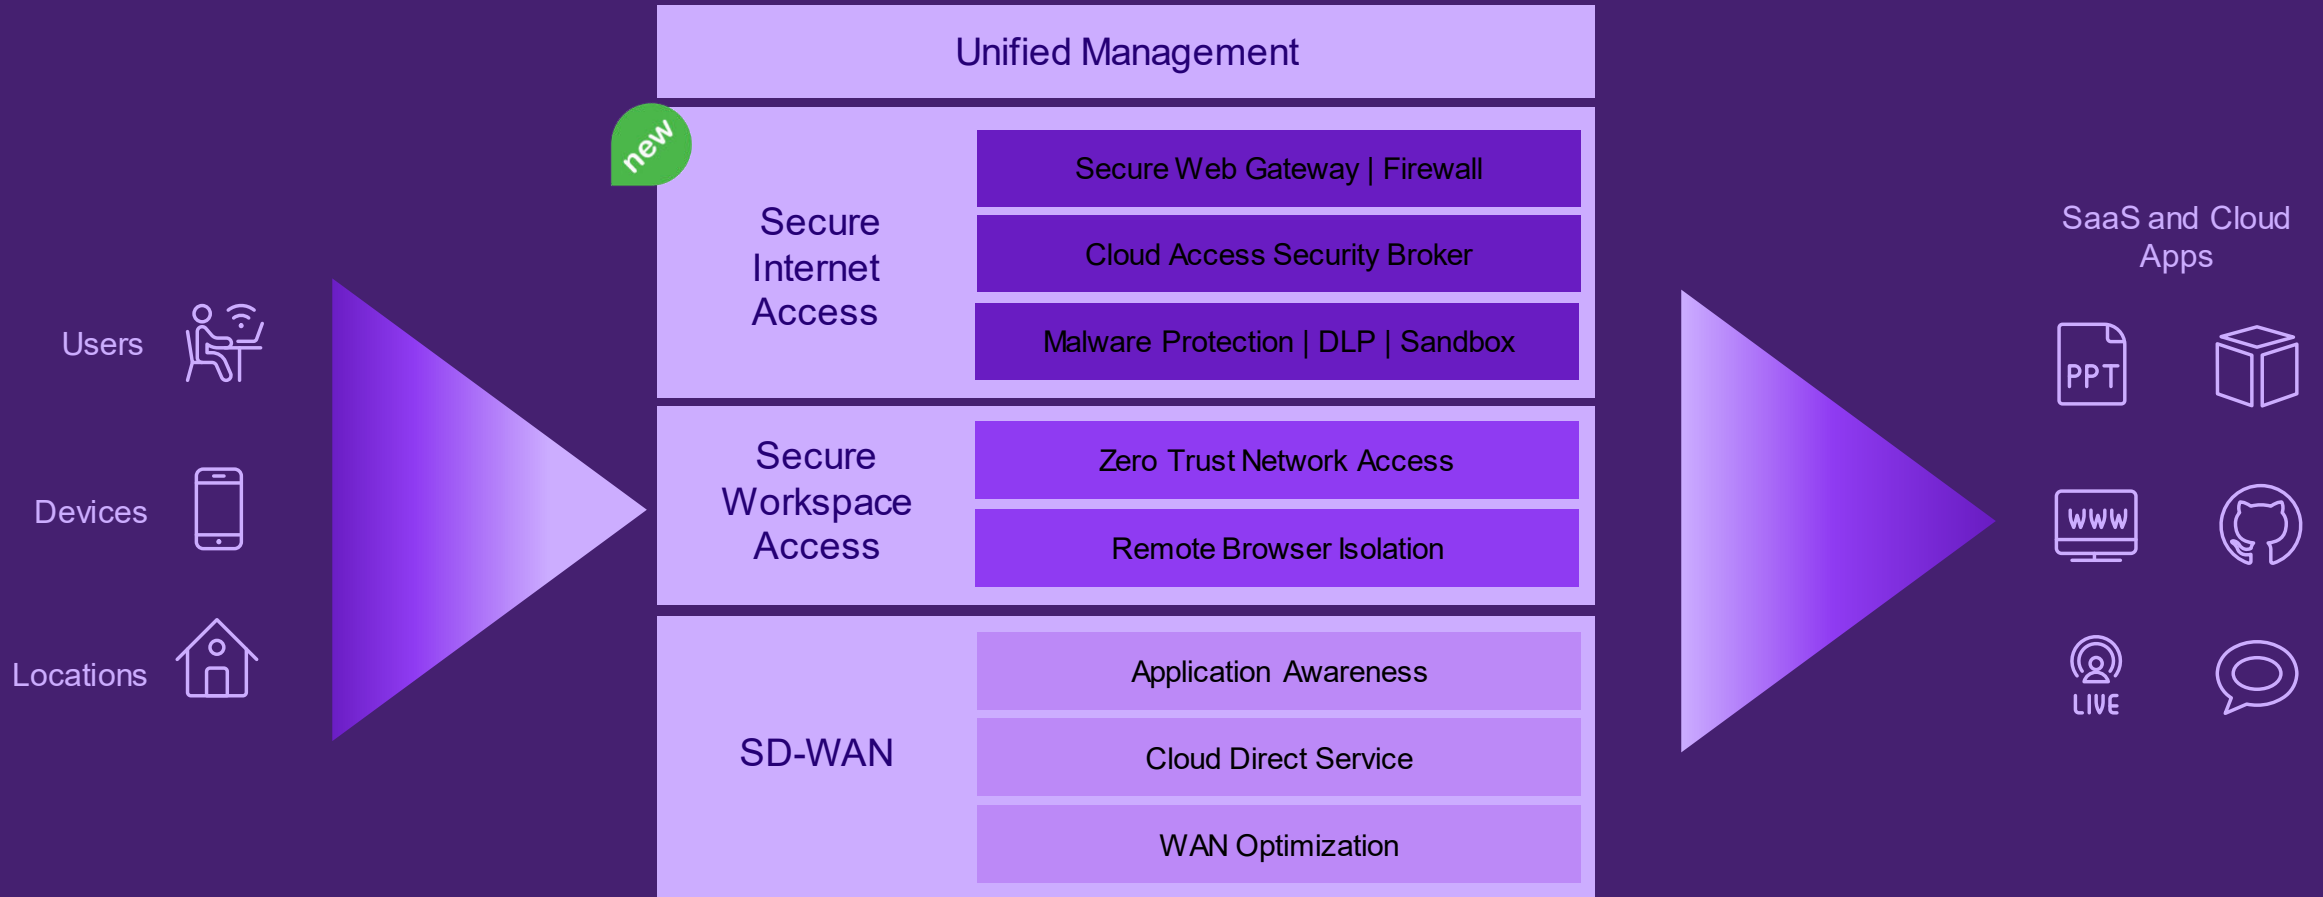 Unified Management
new
Secure
Internet
Access
Secure Web Gateway | Firewall
Cloud Access Security Broker
Malware Protection | DLP | Sandbox
Secure
Workspace
Access
Zero Trust Network Access
Remote Browser Isolation
SD-WAN
Application Awareness
Cloud Direct Service
WAN Optimization
Users
Devices
Locations
SaaS and Cloud
Apps
PPT
WWW
LIVE